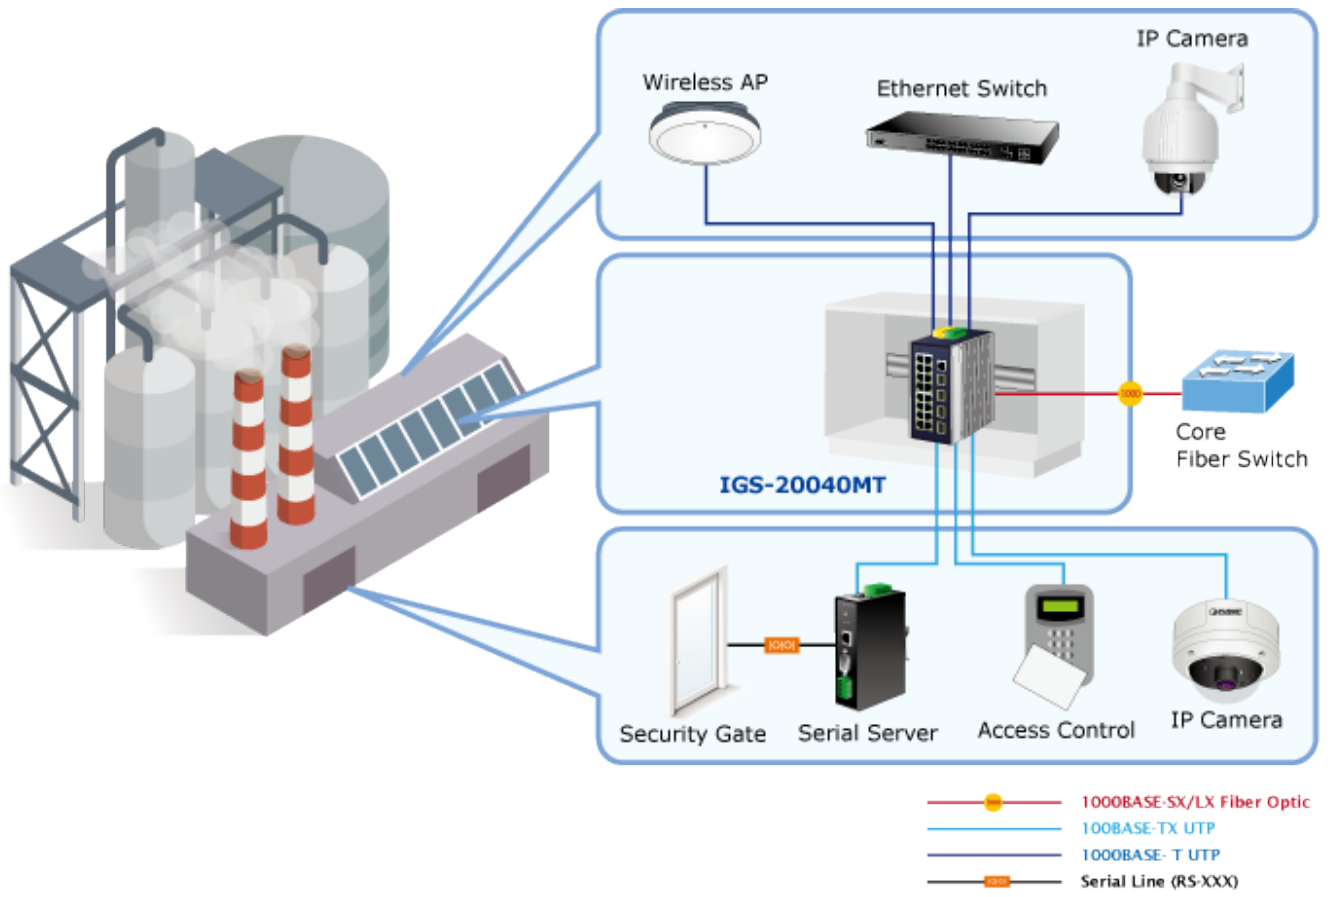 IP Camera
Wireless AP
Ethernet Switch
1000
Core
Fiber Switch
IGS-20040MT
|O|O|
Security Gate
Serial Server
Access Control
IP Camera
1000BASE-SX/LX Fiber Optic
100BASE-TX UTP
1000BASE- T UTP
Serial Line (RS-XXX)